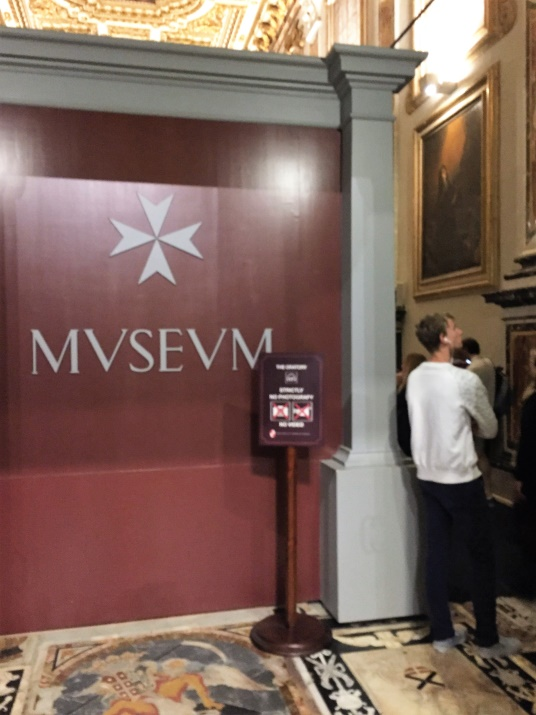 MVSEVM
THE ORATORY
STRICTLY
NO PHOTOGRAPHY
NO VIDEO